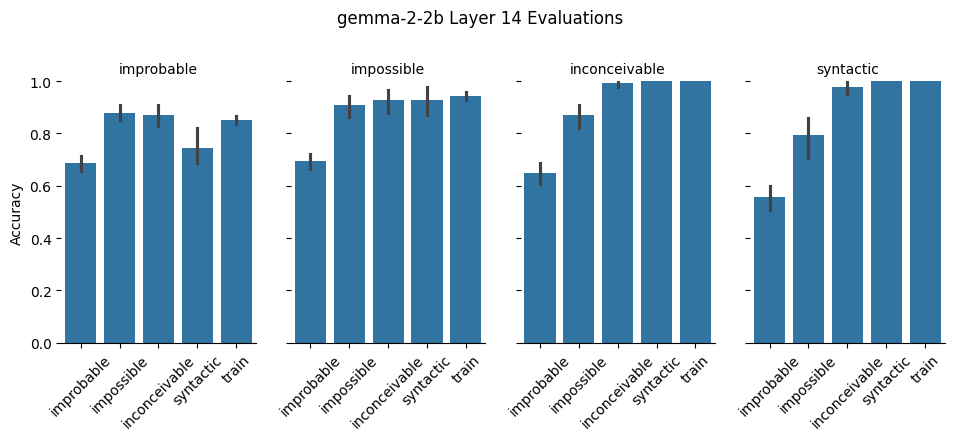 gemma-2-2b Layer 14 Evaluations
improbable
impossible
inconceivable
syntactic
Accuracy
1.0
0.8
0.6
0.4
0.2
0.0
improbable
impossible
inconceivable
syntactic
train
improbable
impossible
inconceivable
syntactic
train
improbable
impossible
inconceivable
syntactic
train
improbable
impossible
inconceivable
syntactic
train